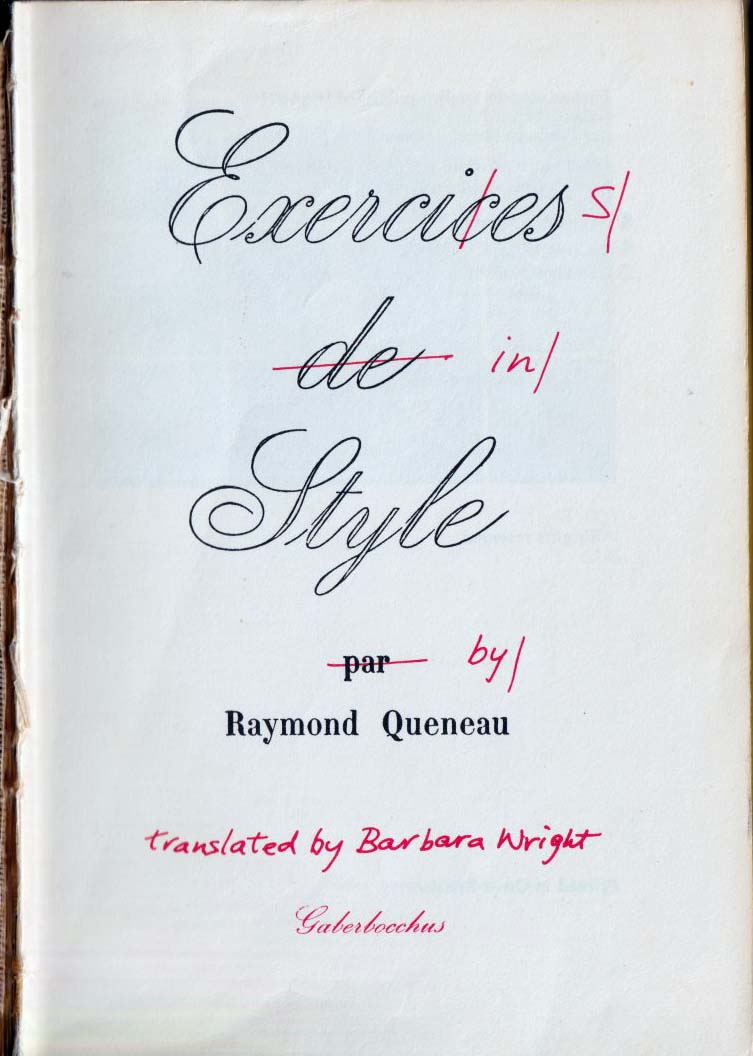 Exercices s/
de in/
Style
par by/
Raymond Queneau
translated by Barbara Wright
Gaberbocchus